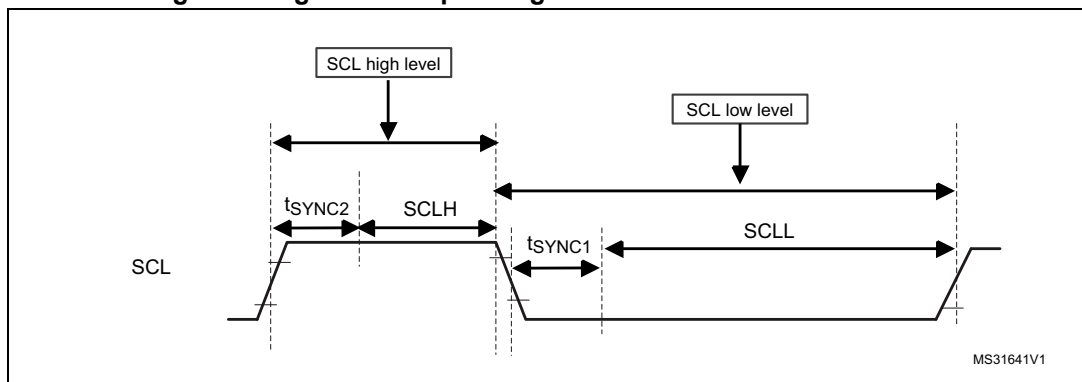 SCL high level
SCL low level
tSYNC2
SCLH
tSYNC1
SCLL
SCL
MS31641V1